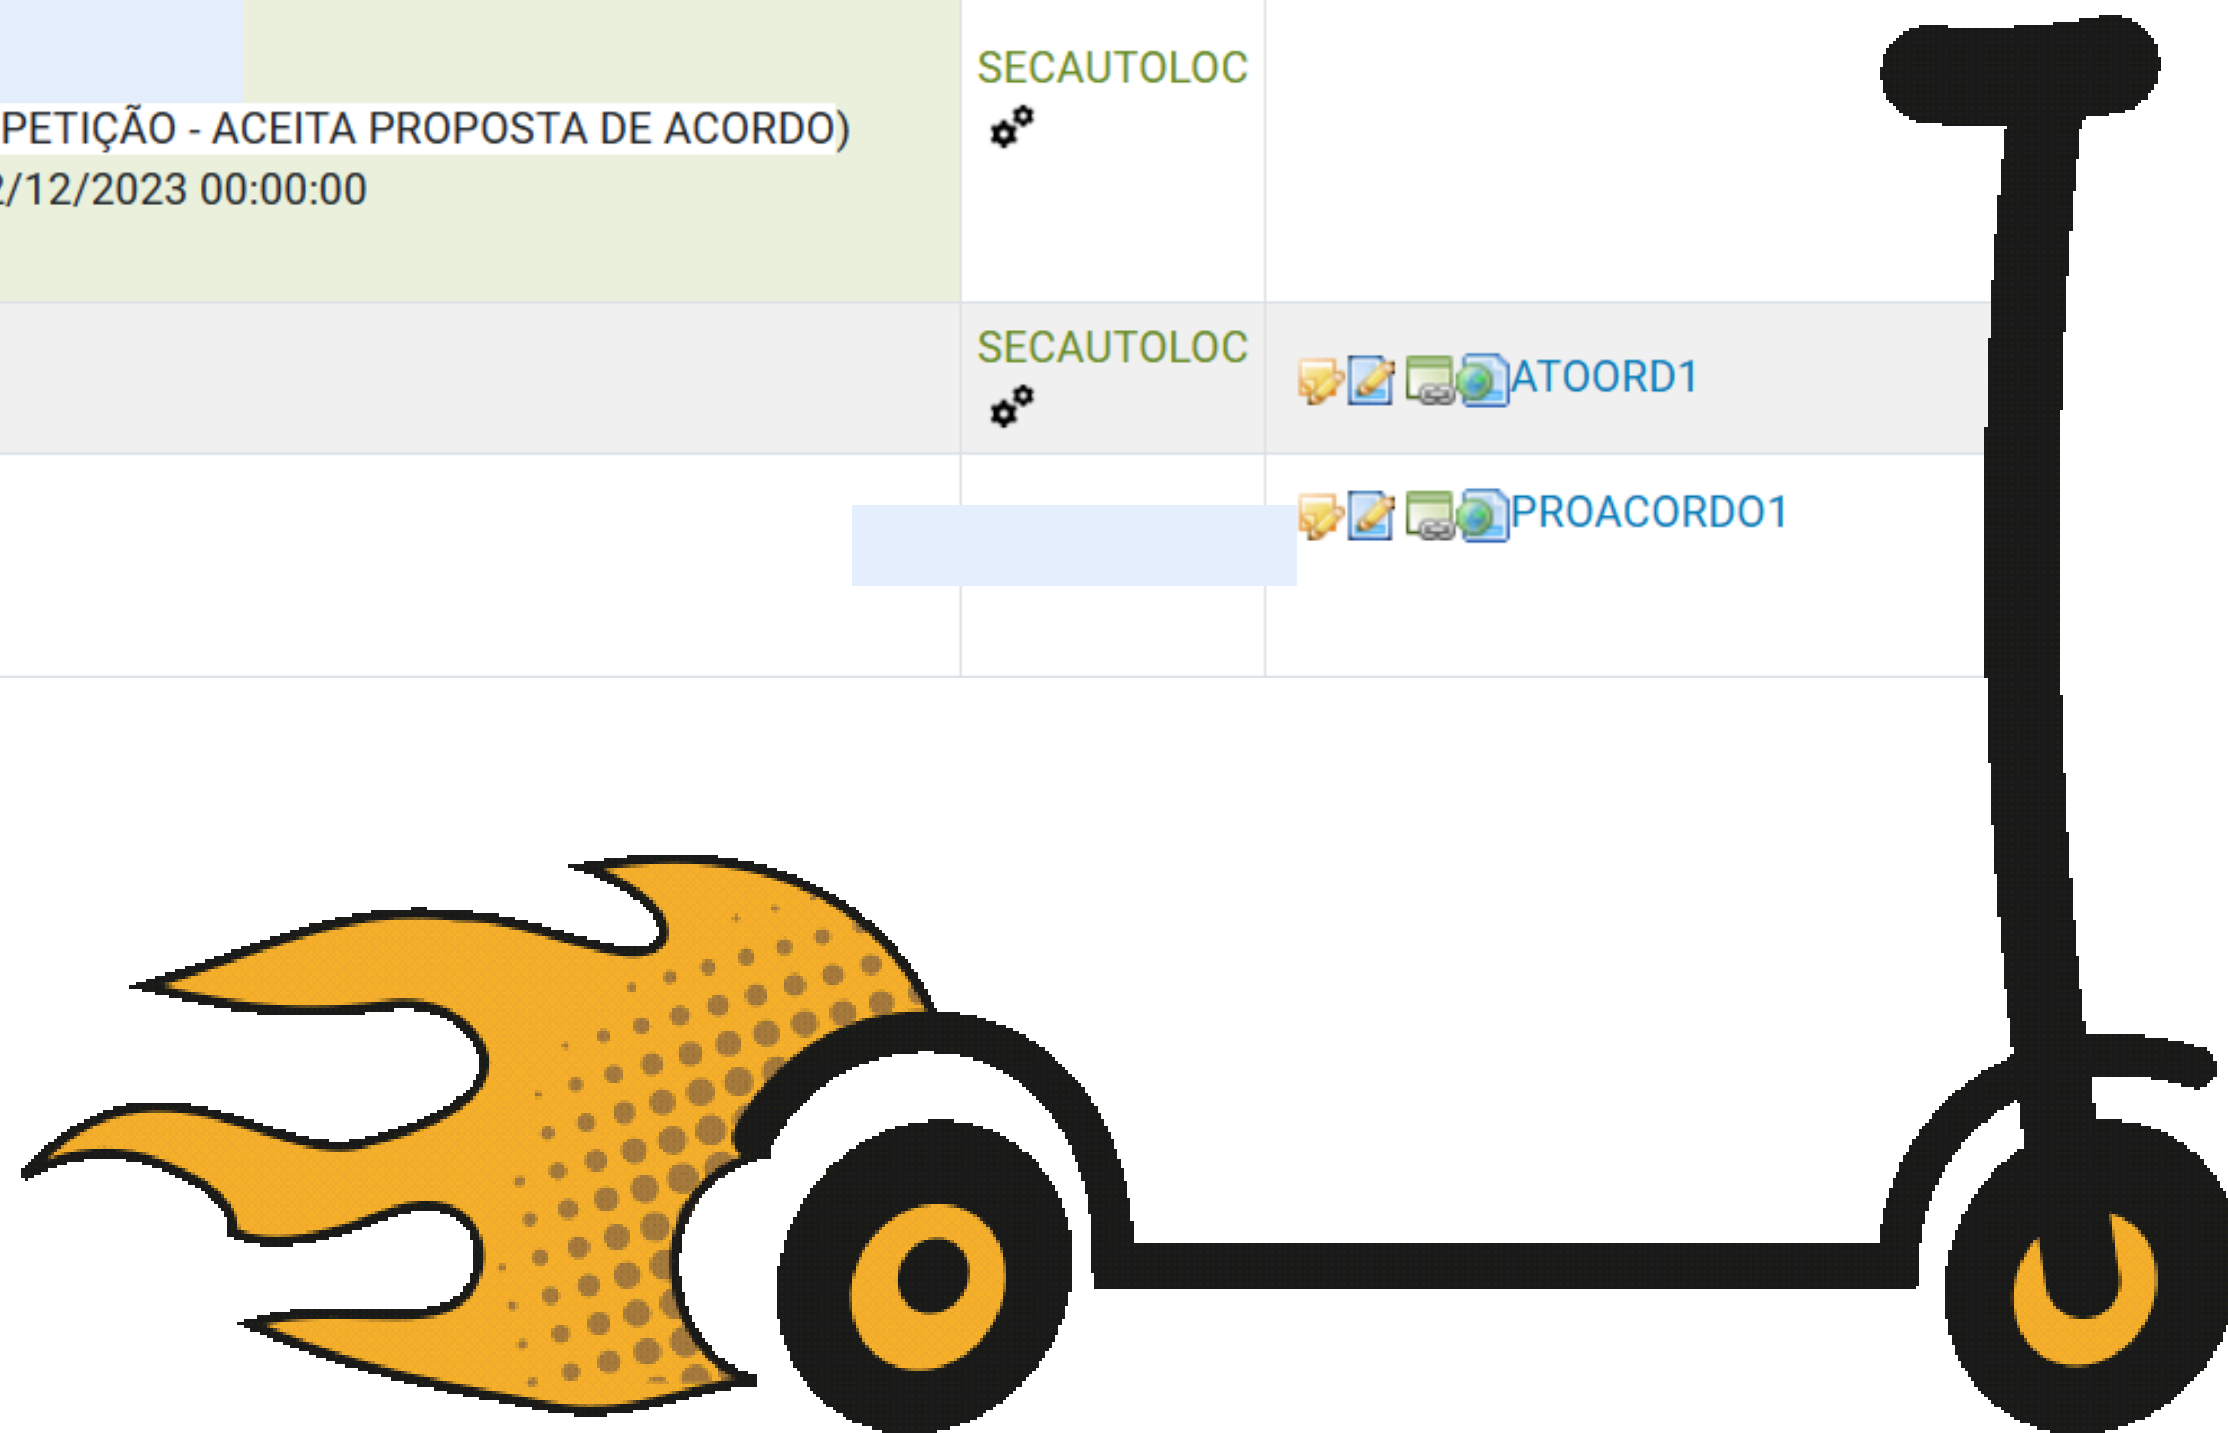 SECAUTOLOC
PETIÇÃO - ACEITA PROPOSTA DE ACORDO)
/12/2023 00:00:00
SECAUTOLOC
ATOORD1
PROACORDO1